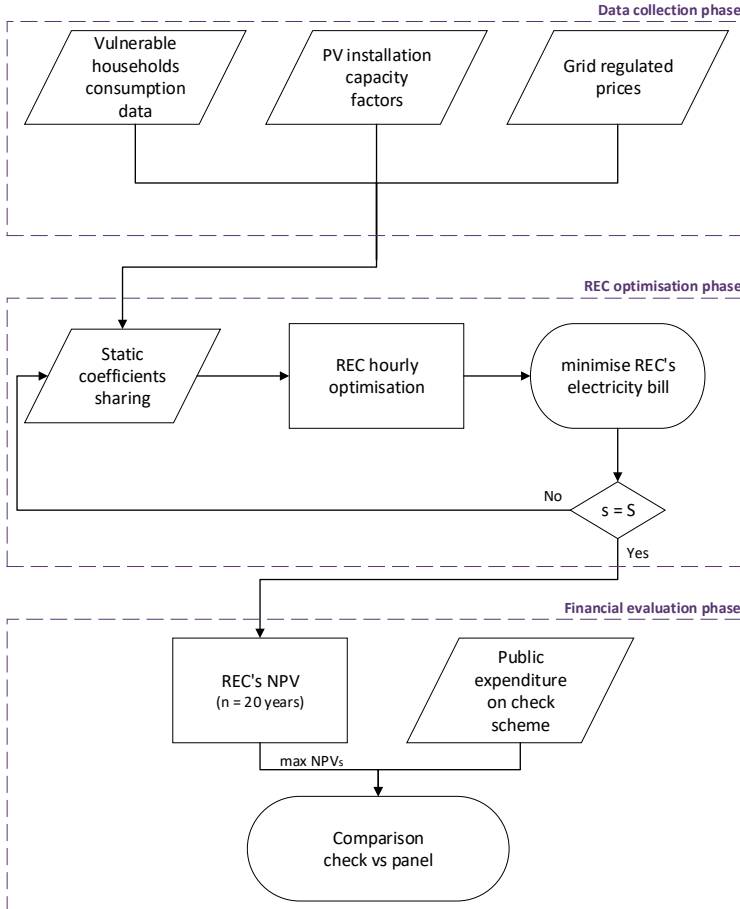 Data collection phase
Vulnerable
households
consumption
data
PV installation
capacity
factors
Grid regulated
prices
REC optimisation phase
Static
coefficients
sharing
REC hourly
optimisation
minimise REC's
electricity bill
No
s = S
Yes
Financial evaluation phase
REC's NPV
(n = 20 years)
Public
expenditure
on check
scheme
max NPVs
Comparison
check vs panel